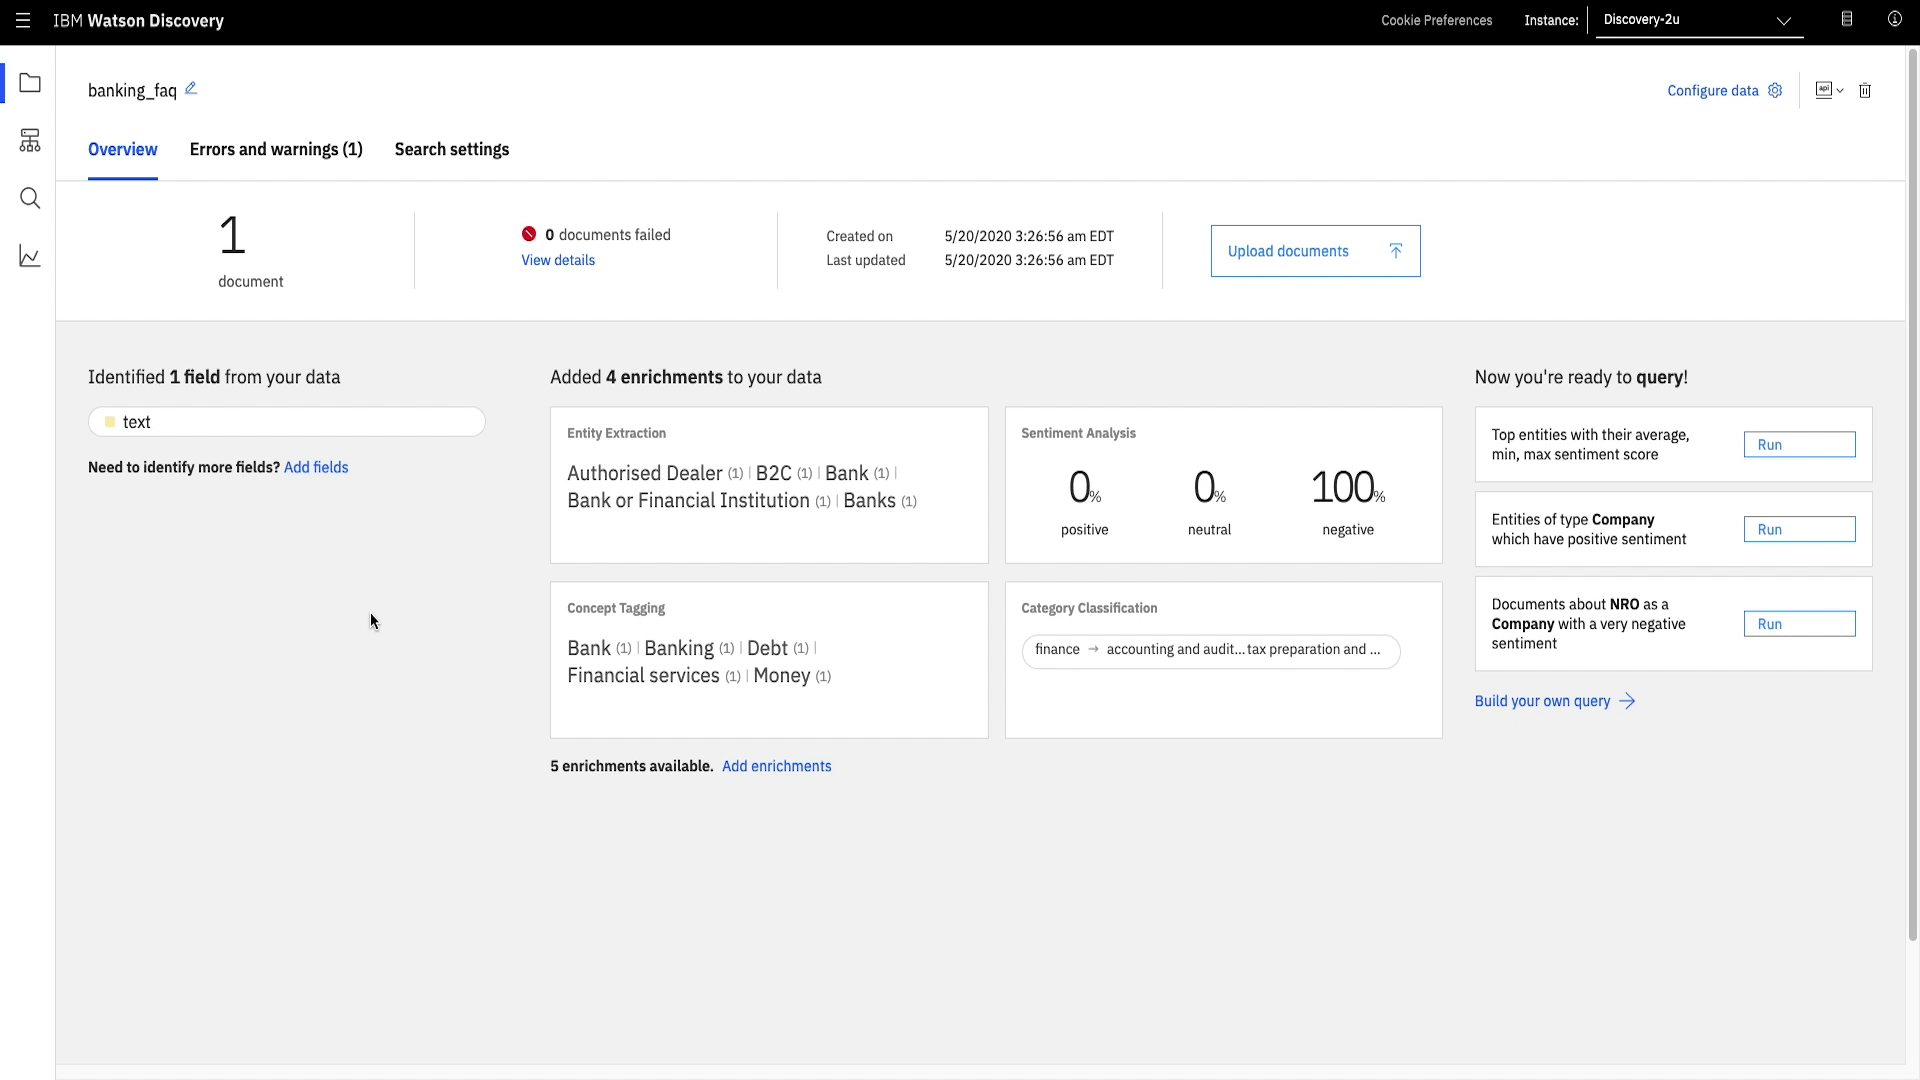 IBM Watson Discovery
Cookie Preferences
Instance:
Discovery-2u
banking_faq
Configure data
api
Overview
Errors and warnings (1)
Search settings
1
document
0 documents failed
View details
Created on 5/20/2020 3:26:56 am EDT
Last updated 5/20/2020 3:26:56 am EDT
Upload documents
Identified 1 field from your data
text
Need to identify more fields? Add fields
Added 4 enrichments to your data
Entity Extraction
Authorised Dealer (1) | B2C (1) | Bank (1) |
Bank or Financial Institution (1) | Banks (1)
Sentiment Analysis
0% 0% 100%
positive neutral negative
Concept Tagging
Bank (1) | Banking (1) | Debt (1) |
Financial services (1) | Money (1)
Category Classification
finance → accounting and audit... tax preparation and ...
5 enrichments available. Add enrichments
Now you're ready to query!
Top entities with their average,
min, max sentiment score
Run
Entities of type Company
which have positive sentiment
Run
Documents about NRO as a
Company with a very negative
sentiment
Run
Build your own query →